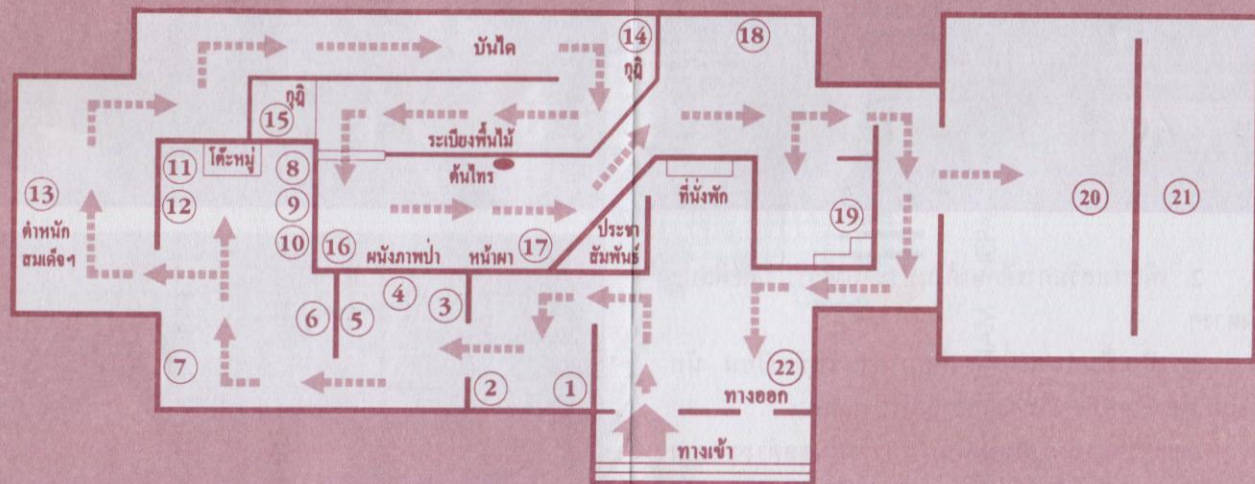 14
18
บันได
กุฏิ
20
21
กุฏิ
15
ระเบียงพื้นไม้
11
โต๊ะหมู่
8
ต้นไทร
ที่นั่งพัก
13
12
9
19
ตำหนัก
สมเด็จฯ
10
16
ผนังภาพป่า
หน้าผา
17
ประชา
สัมพันธ์
4
3
6
5
7
2
1
22
ทางออก
ทางเข้า